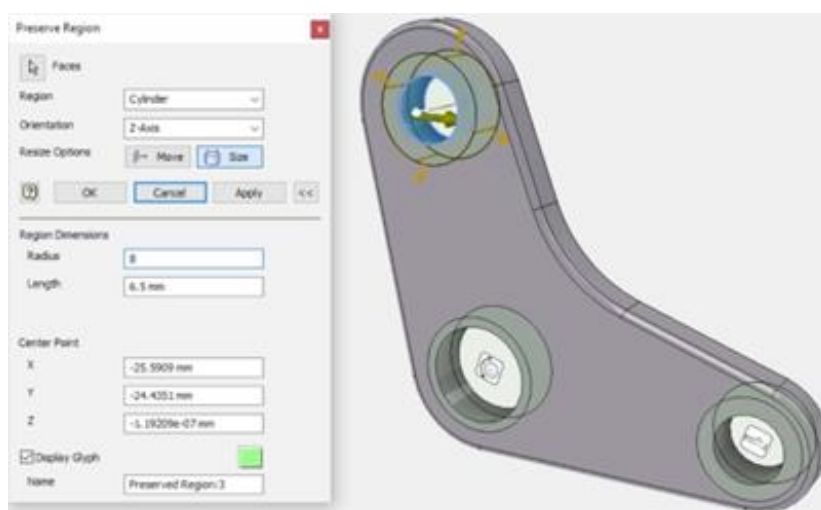 Preserve Region
Faces
Region Cylinder
Orientation Z-Axis
Resize Options Move Size
OK Cancel Apply <<
Region Dimensions
Radius 8
Length 6.5 mm
Center Point
X -25.5909 mm
Y -24.4351 mm
Z -1.19209e-07 mm
Display Glyph
Name Preserved Region:3